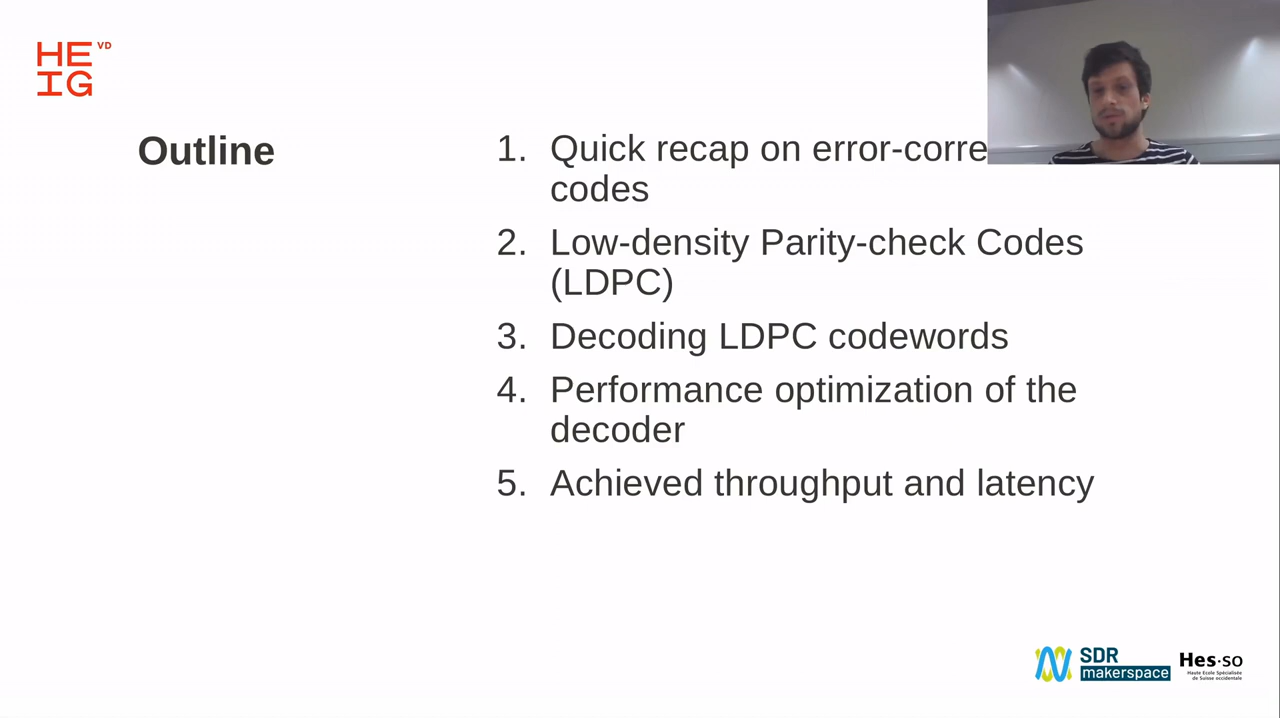 HE VD
IG
Outline
1. Quick recap on error-corre
codes
2. Low-density Parity-check Codes
(LDPC)
3. Decoding LDPC codewords
4. Performance optimization of the
decoder
5. Achieved throughput and latency
SDR
makerspace
Hes·so
Haute Ecole Spécialisée
de Suisse occidentale